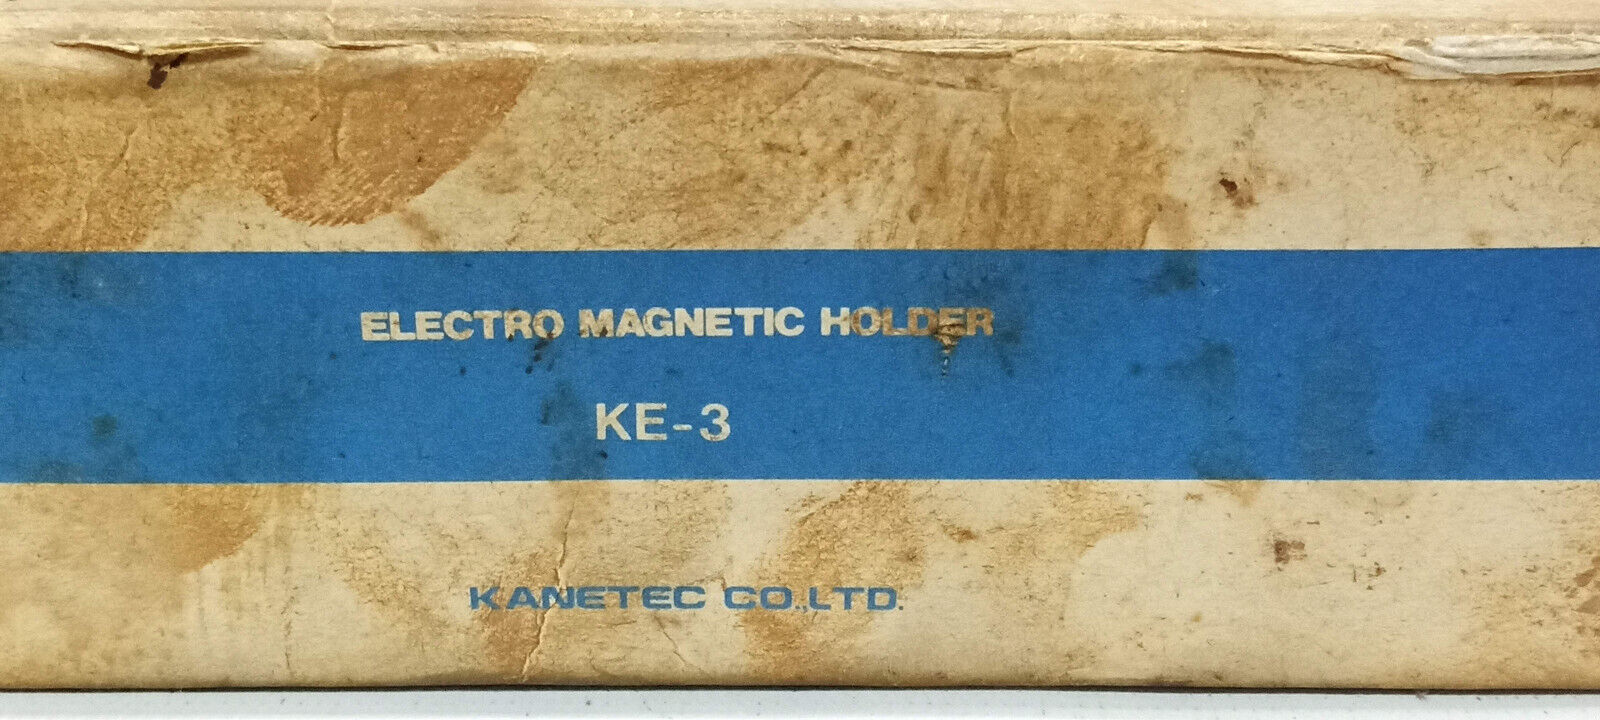 ELECTRO MAGNETIC HOLDER
KE-3
KANETEC CO.,LTD.